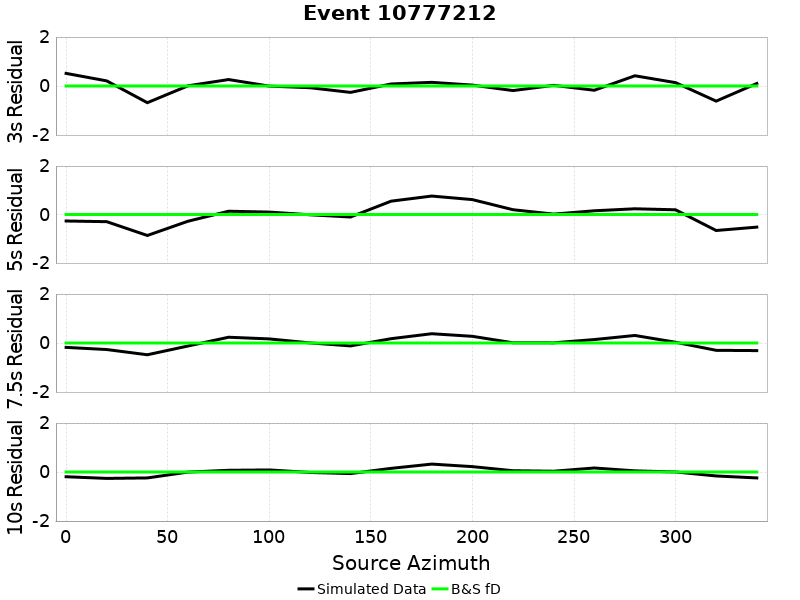 Event 10777212
3s Residual
2
0
-2
5s Residual
2
0
-2
7.5s Residual
2
0
-2
10s Residual
2
0
-2
0 50 100 150 200 250 300
Source Azimuth
Simulated Data B&S fD